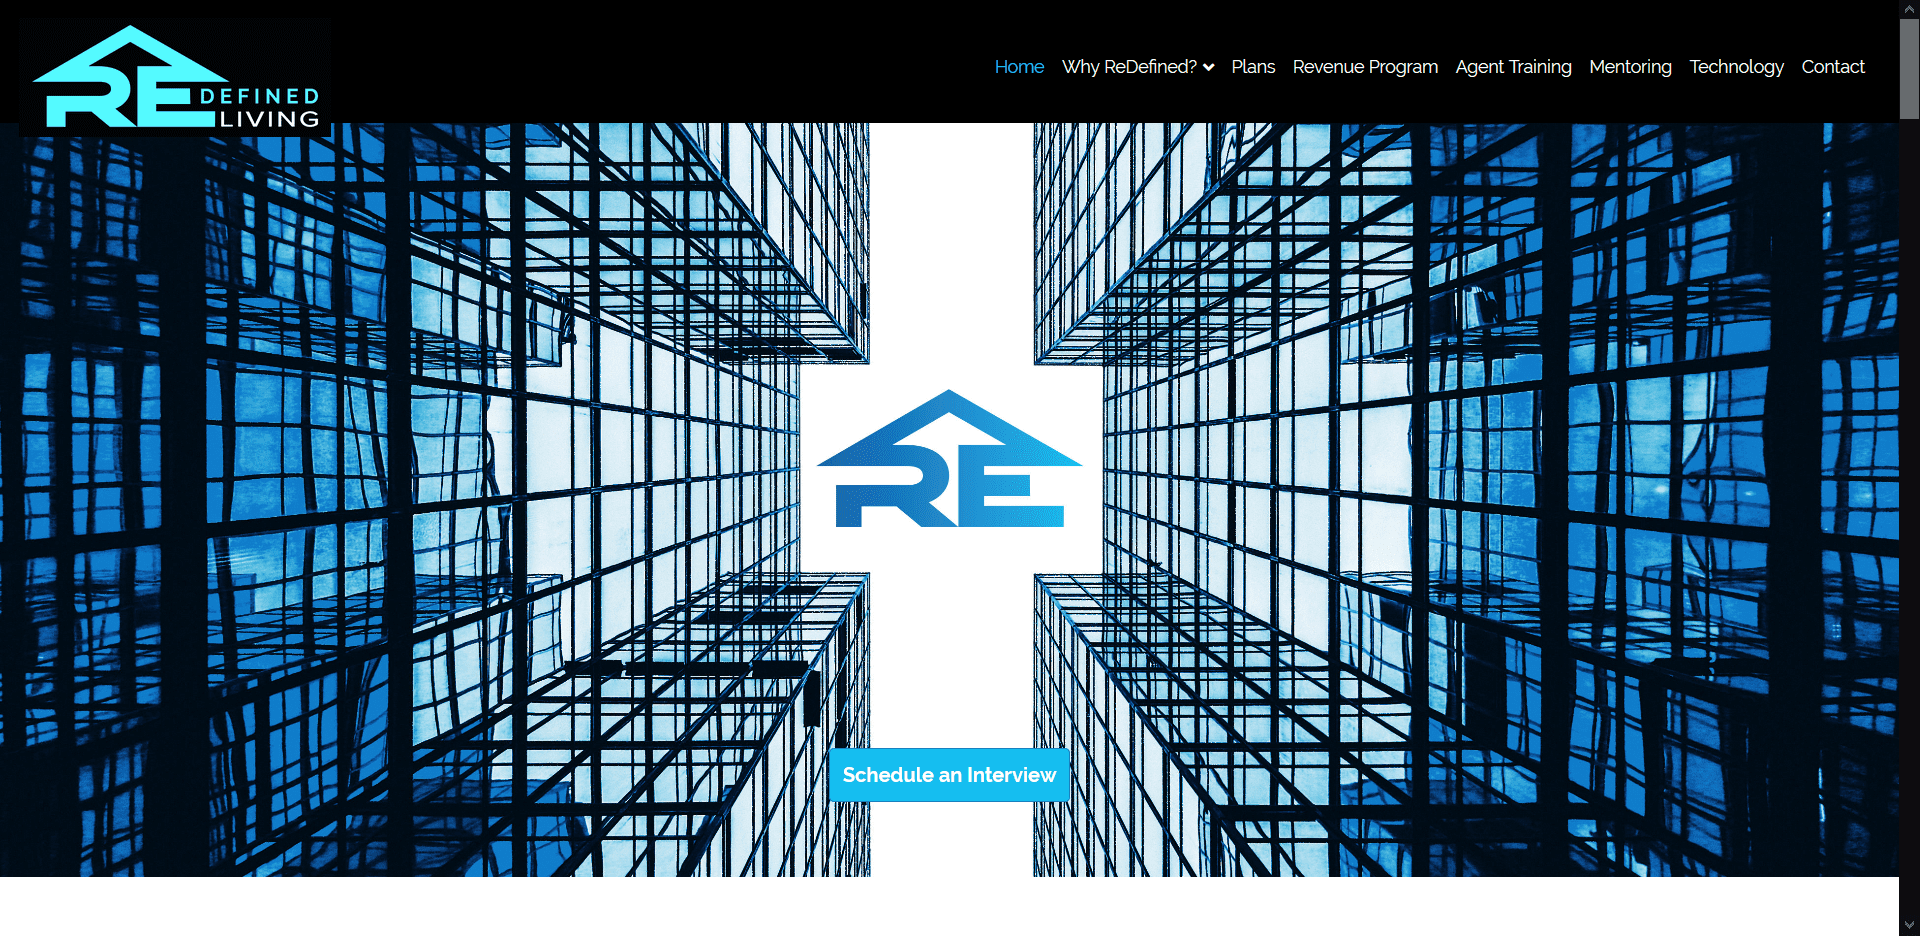 RE DEFINED
LIVING
Home Why ReDefined? Plans Revenue Program Agent Training Mentoring Technology Contact
RE
Schedule an Interview